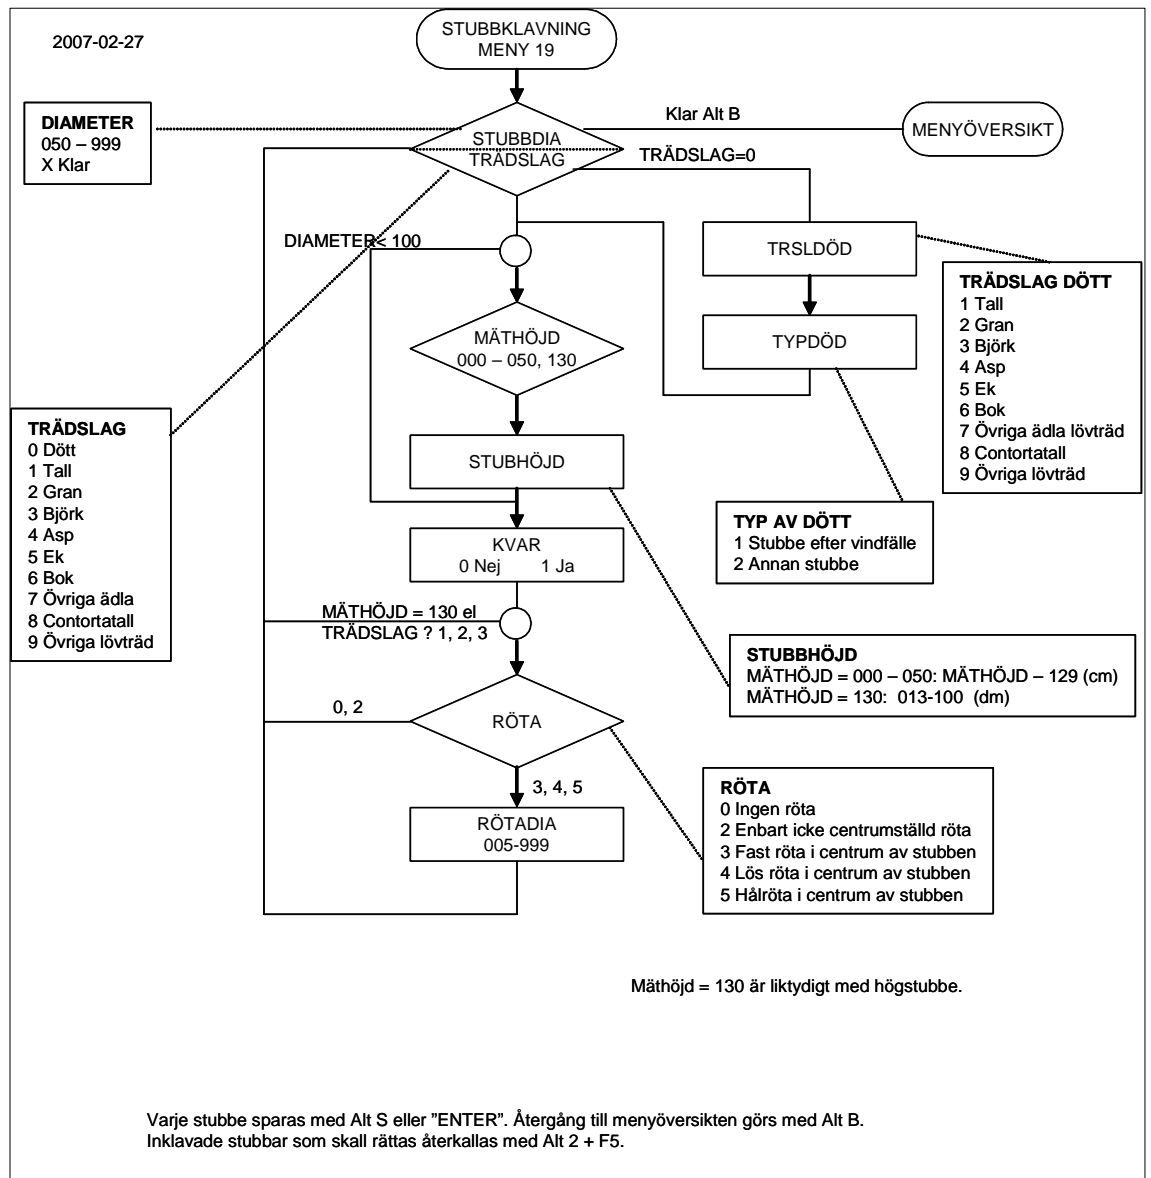 2007-02-27
STUBBKLAVNING
MENY 19
DIAMETER
050 – 999
X Klar
STUBBDIA
TRÄDSLAG
Klar Alt B
MENYÖVERSIKT
TRÄDSLAG=0
DIAMETER< 100
TRSLDÖD
TYPDÖD
TRÄDSLAG DÖTT
1 Tall
2 Gran
3 Björk
4 Asp
5 Ek
6 Bok
7 Övriga ädla lövträd
8 Contortatall
9 Övriga lövträd
MÄTHÖJD
000 – 050, 130
TRÄDSLAG
0 Dött
1 Tall
2 Gran
3 Björk
4 Asp
5 Ek
6 Bok
7 Övriga ädla
8 Contortatall
9 Övriga lövträd
STUBHÖJD
TYP AV DÖTT
1 Stubbe efter vindfälle
2 Annan stubbe
KVAR
0 Nej 1 Ja
MÄTHÖJD = 130 el
TRÄDSLAG ? 1, 2, 3
STUBBHÖJD
MÄTHÖJD = 000 – 050: MÄTHÖJD – 129 (cm)
MÄTHÖJD = 130: 013-100 (dm)
0, 2
RÖTA
3, 4, 5
RÖTADIA
005-999
RÖTA
0 Ingen röta
2 Enbart icke centrumställd röta
3 Fast röta i centrum av stubben
4 Lös röta i centrum av stubben
5 Hålröta i centrum av stubben
Mäthöjd = 130 är liktydigt med högstubbe.
Varje stubbe sparas med Alt S eller ”ENTER”. Återgång till menyöversikten görs med Alt B.
Inklavade stubbar som skall rättas återkallas med Alt 2 + F5.